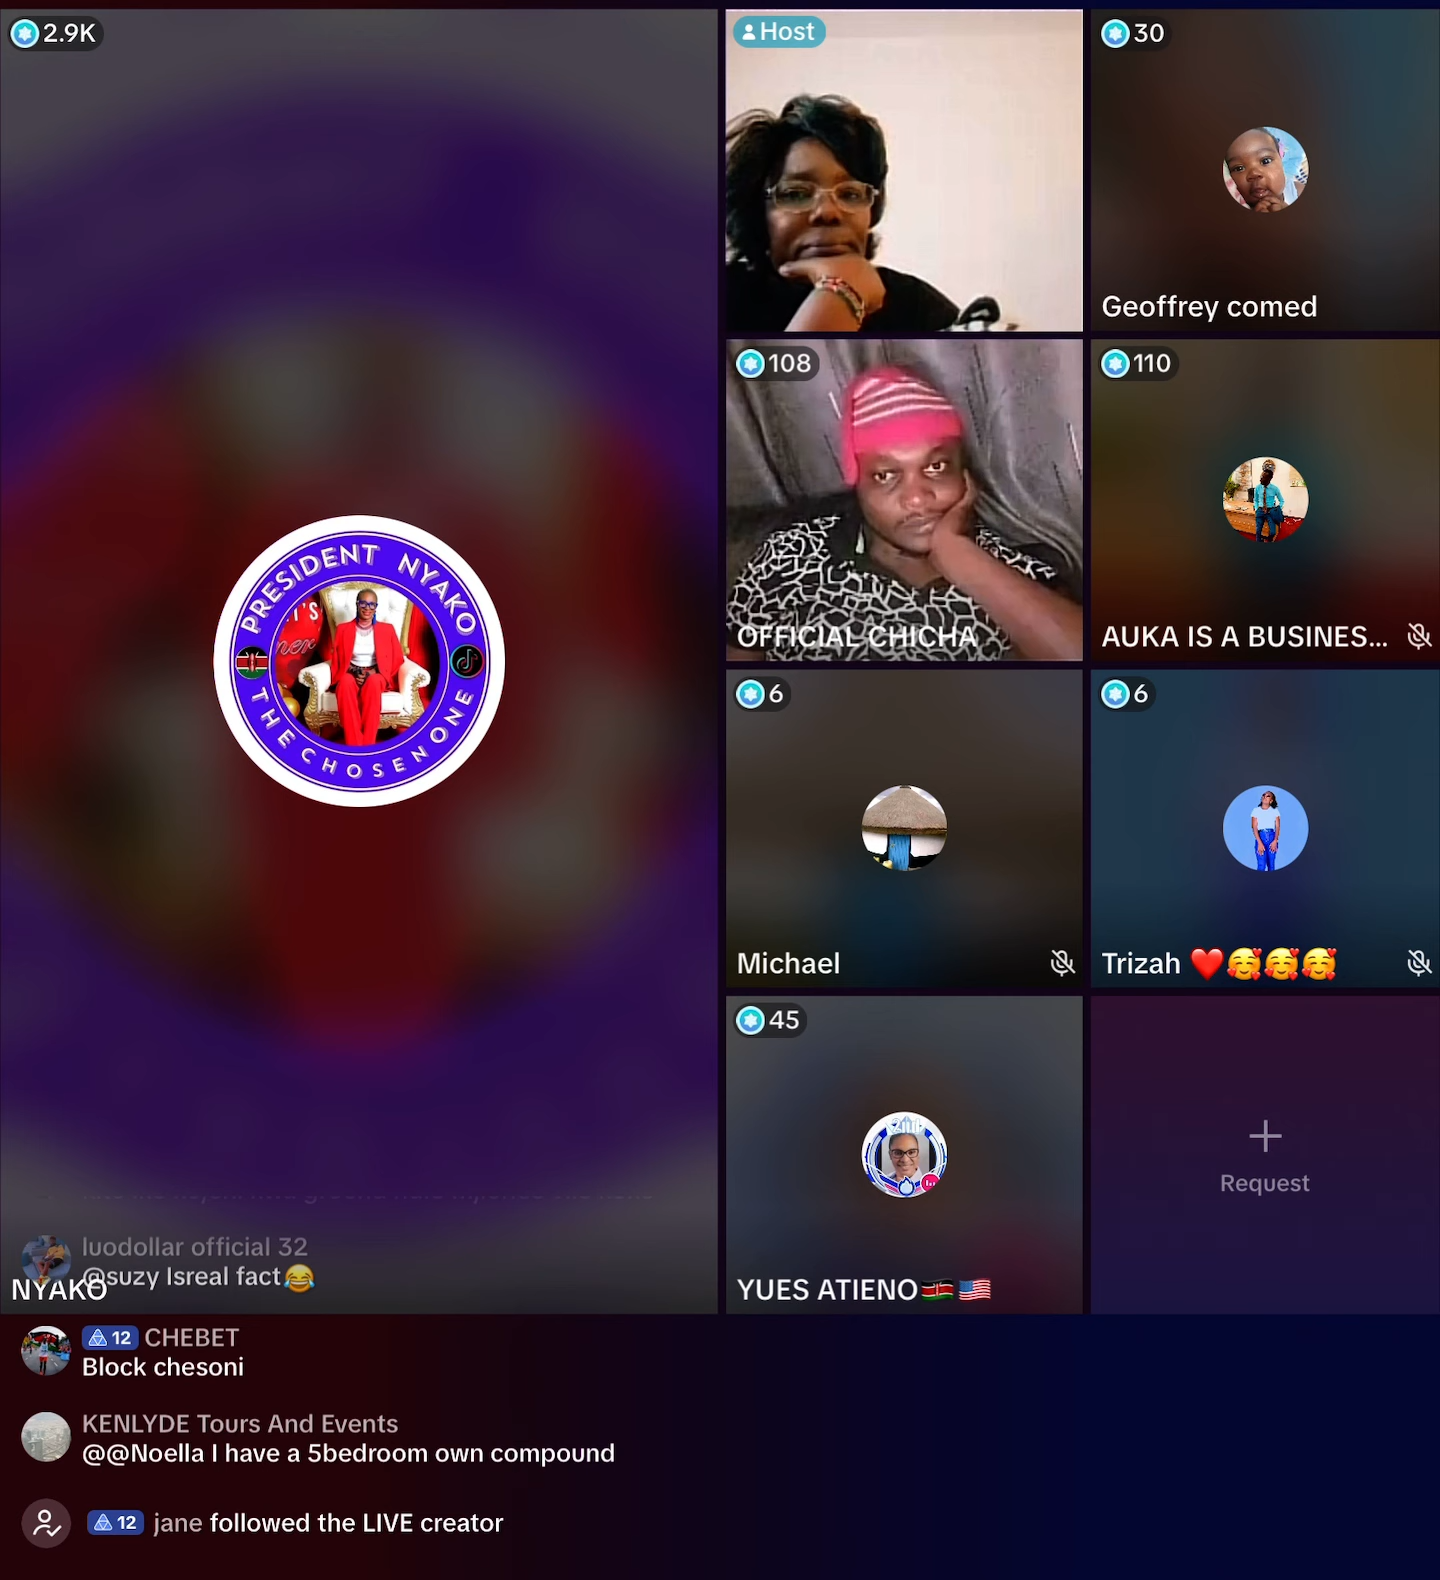 2.9K
PRESIDENT NYAKO
THE CHOSEN ONE
NYAKO
Host
30
Geoffrey comed
108
OFFICIAL CHICHA
110
AUKA IS A BUSINES...
6
Michael
6
Trizah ❤️🥰🥰🥰
45
YUES ATIENO🇰🇪🇺🇸
Request
luodollar official 32
@suzy Isreal fact😂
12 CHEBET
Block chesoni
KENLYDE Tours And Events
@@Noella I have a 5bedroom own compound
12 jane followed the LIVE creator